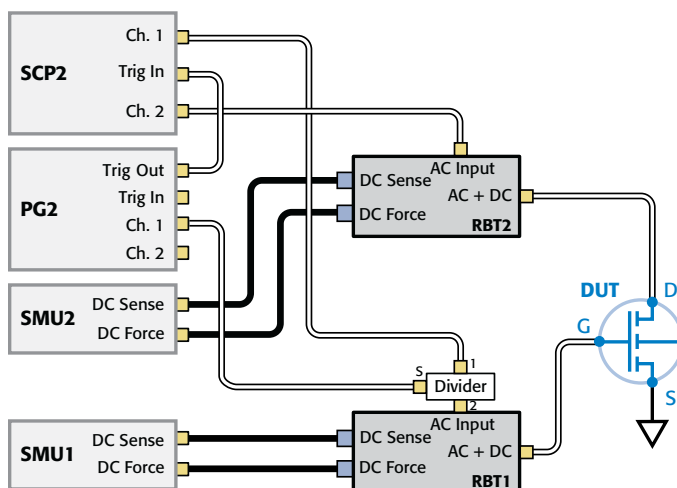 Ch. 1
SCP2
Trig In
Ch. 2
Trig Out
Trig In
PG2
Ch. 1
Ch. 2
DC Sense
SMU2
DC Force
DC Sense
SMU1
DC Force
AC Input
DC Sense
AC + DC
DC Force
RBT2
1
S
Divider
2
AC Input
DC Sense
AC + DC
DC Force
RBT1
DUT
D
G
S